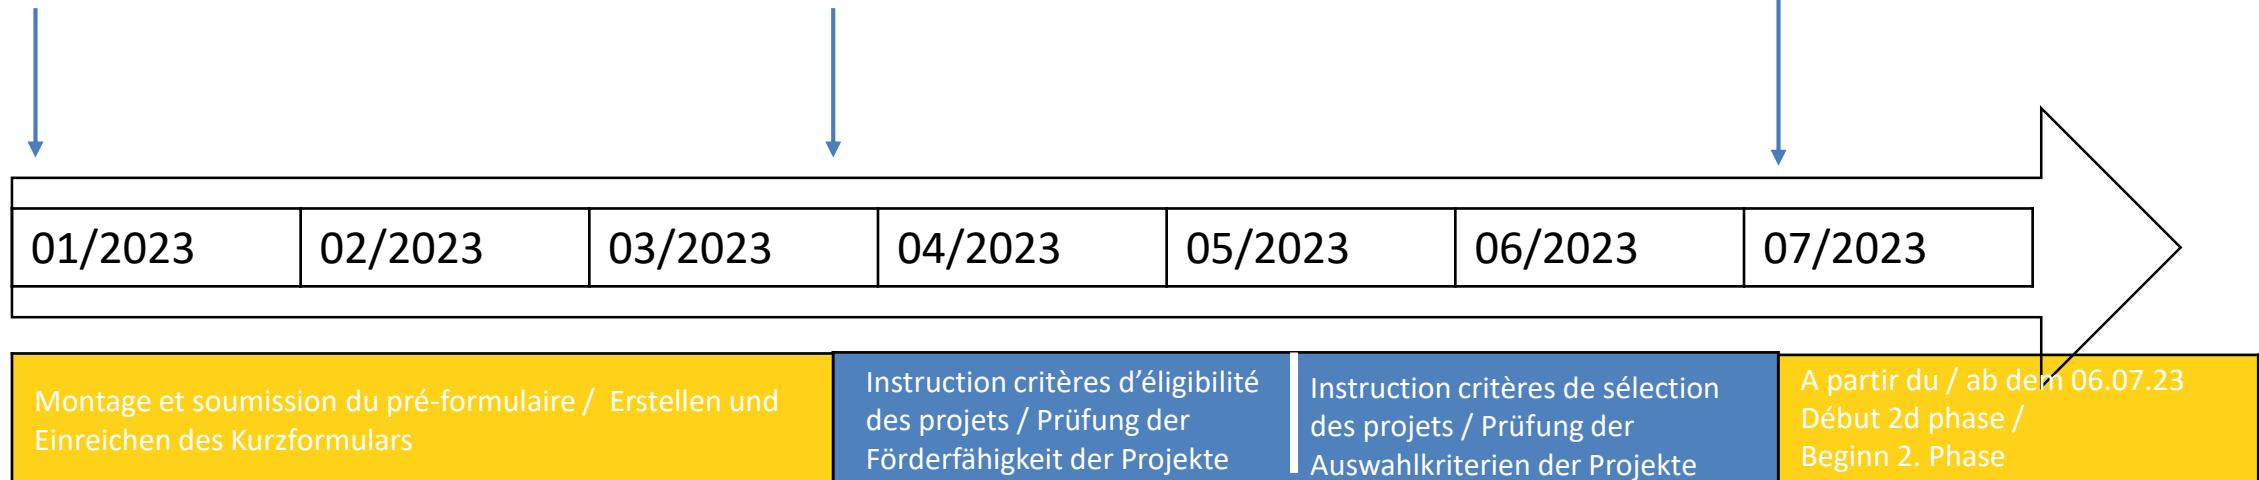 01/2023
02/2023
03/2023
04/2023
05/2023
06/2023
07/2023
Montage et soumission du pré-formulaire / Erstellen und
Einreichen des Kurzformulars
Instruction critères d’éligibilité
des projets / Prüfung der
Förderfähigkeit der Projekte
Instruction critères de sélection
des projets / Prüfung der
Auswahlkriterien der Projekte
A partir du / ab dem 06.07.23
Début 2d phase /
Beginn 2. Phase